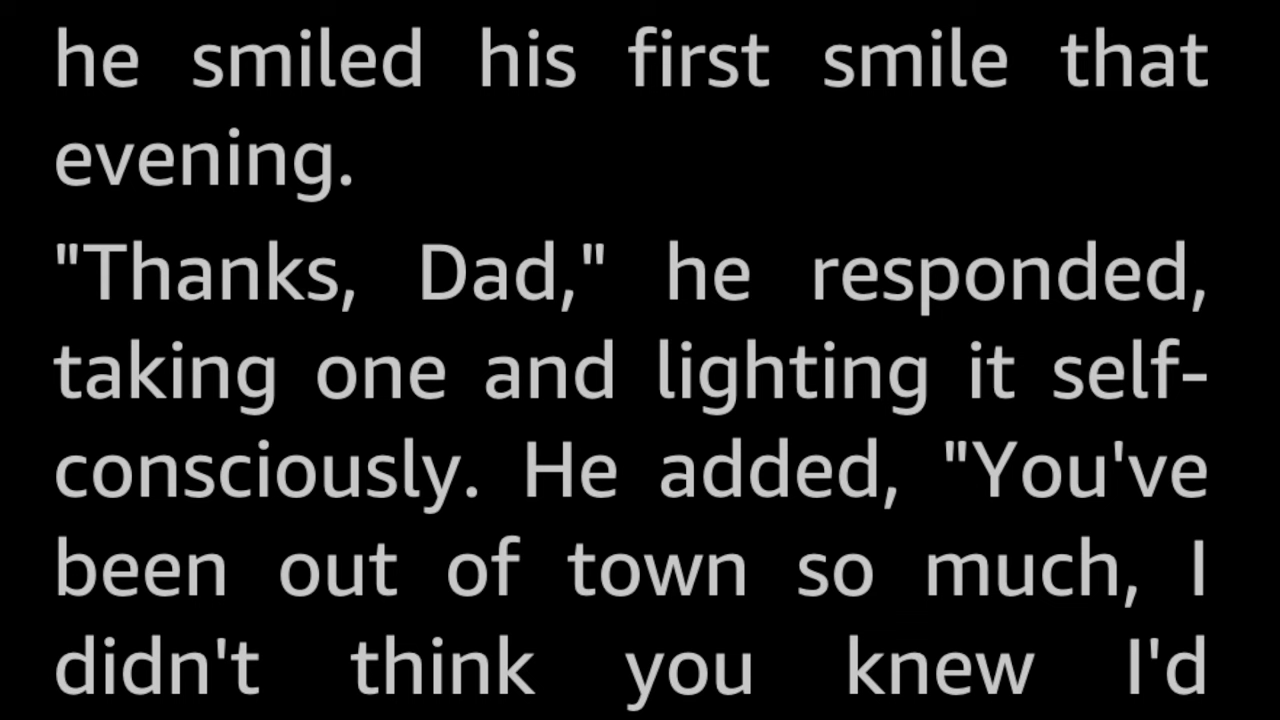 he smiled his first smile that
evening.
"Thanks, Dad," he responded,
taking one and lighting it self-
consciously. He added, "You've
been out of town so much, I
didn't think you knew I'd